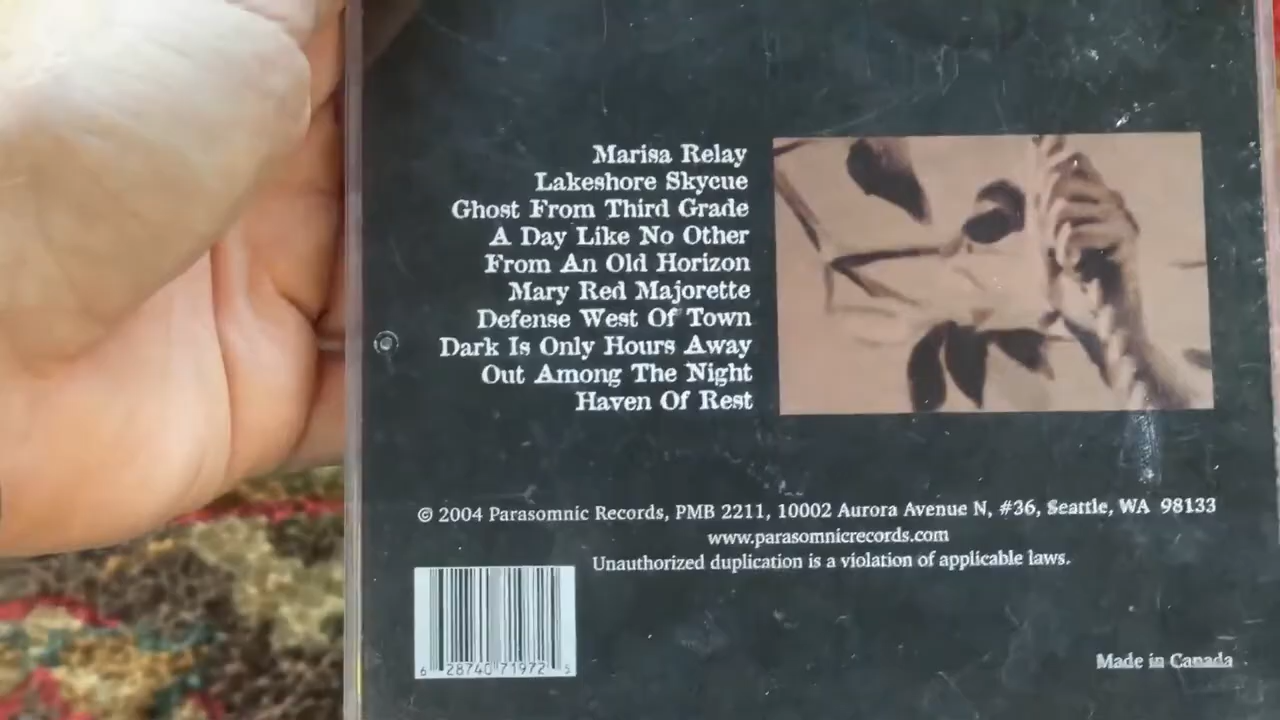 Marisa Relay
Lakeshore Skycue
Ghost From Third Grade
A Day Like No Other
From An Old Horizon
Mary Red Majorette
Defense West Of Town
Dark Is Only Hours Away
Out Among The Night
Haven Of Rest
© 2004 Parasomnic Records, PMB 2211, 10002 Aurora Avenue N, #36, Seattle, WA 98133
www.parasomnicrecords.com
Unauthorized duplication is a violation of applicable laws.
6 28740 71972 5
Made in Canada